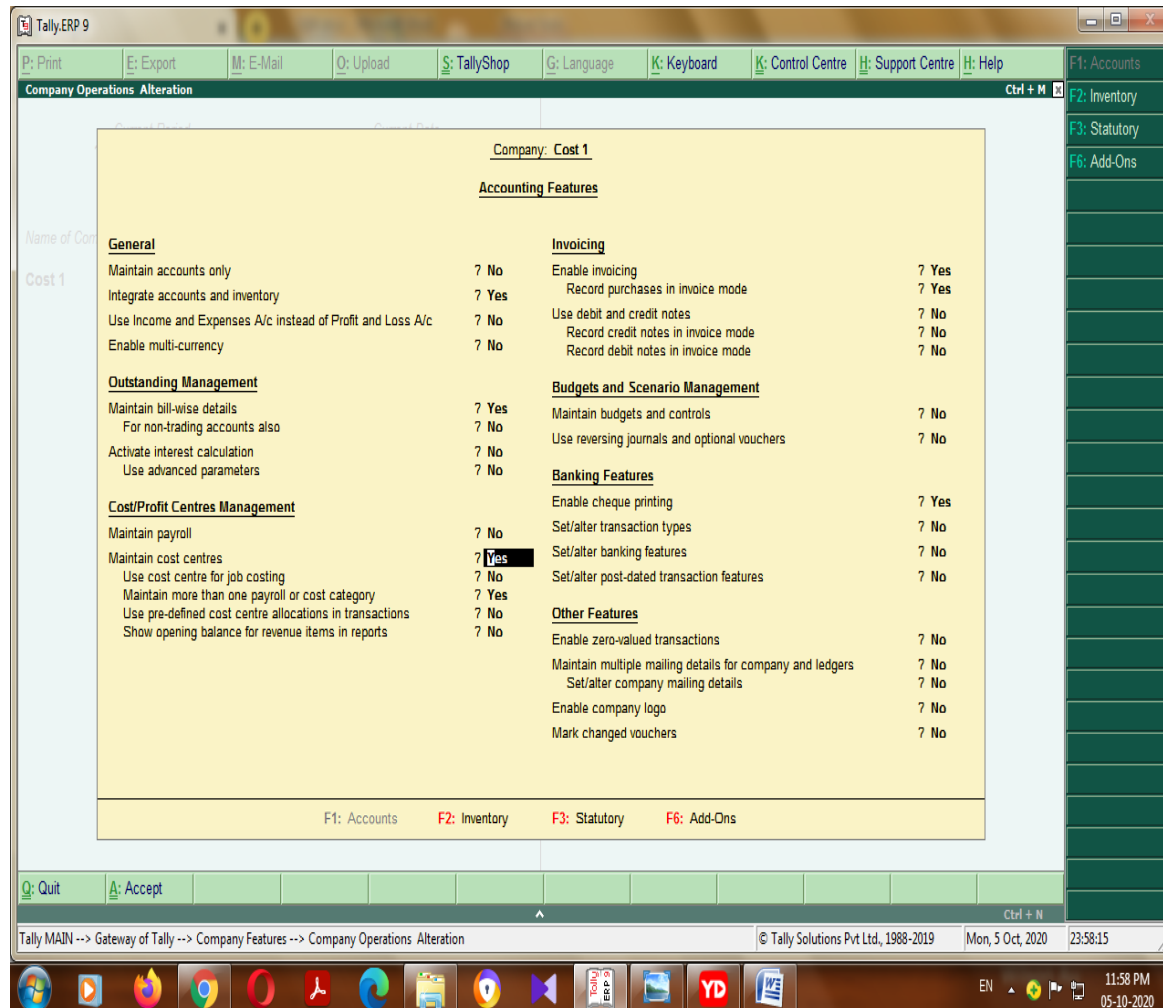 Tally.ERP 9
P: Print E: Export M: E-Mail O: Upload S: TallyShop G: Language K: Keyboard K: Control Centre H: Support Centre H: Help
F1: Accounts
F2: Inventory
F3: Statutory
F6: Add-Ons
Company Operations Alteration Ctrl + M x
Current Period Current Date
Name of Com
Cost 1
Company: Cost 1
Accounting Features
General
Maintain accounts only ? No
Integrate accounts and inventory ? Yes
Use Income and Expenses A/c instead of Profit and Loss A/c ? No
Enable multi-currency ? No
Outstanding Management
Maintain bill-wise details ? Yes
For non-trading accounts also ? No
Activate interest calculation ? No
Use advanced parameters ? No
Cost/Profit Centres Management
Maintain payroll ? No
Maintain cost centres ? Yes
Use cost centre for job costing ? No
Maintain more than one payroll or cost category ? Yes
Use pre-defined cost centre allocations in transactions ? No
Show opening balance for revenue items in reports ? No
Invoicing
Enable invoicing ? Yes
Record purchases in invoice mode ? Yes
Use debit and credit notes ? No
Record credit notes in invoice mode ? No
Record debit notes in invoice mode ? No
Budgets and Scenario Management
Maintain budgets and controls ? No
Use reversing journals and optional vouchers ? No
Banking Features
Enable cheque printing ? Yes
Set/alter transaction types ? No
Set/alter banking features ? No
Set/alter post-dated transaction features ? No
Other Features
Enable zero-valued transactions ? No
Maintain multiple mailing details for company and ledgers ? No
Set/alter company mailing details ? No
Enable company logo ? No
Mark changed vouchers ? No
F1: Accounts F2: Inventory F3: Statutory F6: Add-Ons
Q: Quit A: Accept
Ctrl + N
Tally MAIN --> Gateway of Tally --> Company Features --> Company Operations Alteration © Tally Solutions Pvt Ltd., 1988-2019 Mon, 5 Oct, 2020 23:58:15
Tally ERP 9
YD
W
EN
11:58 PM
05-10-2020